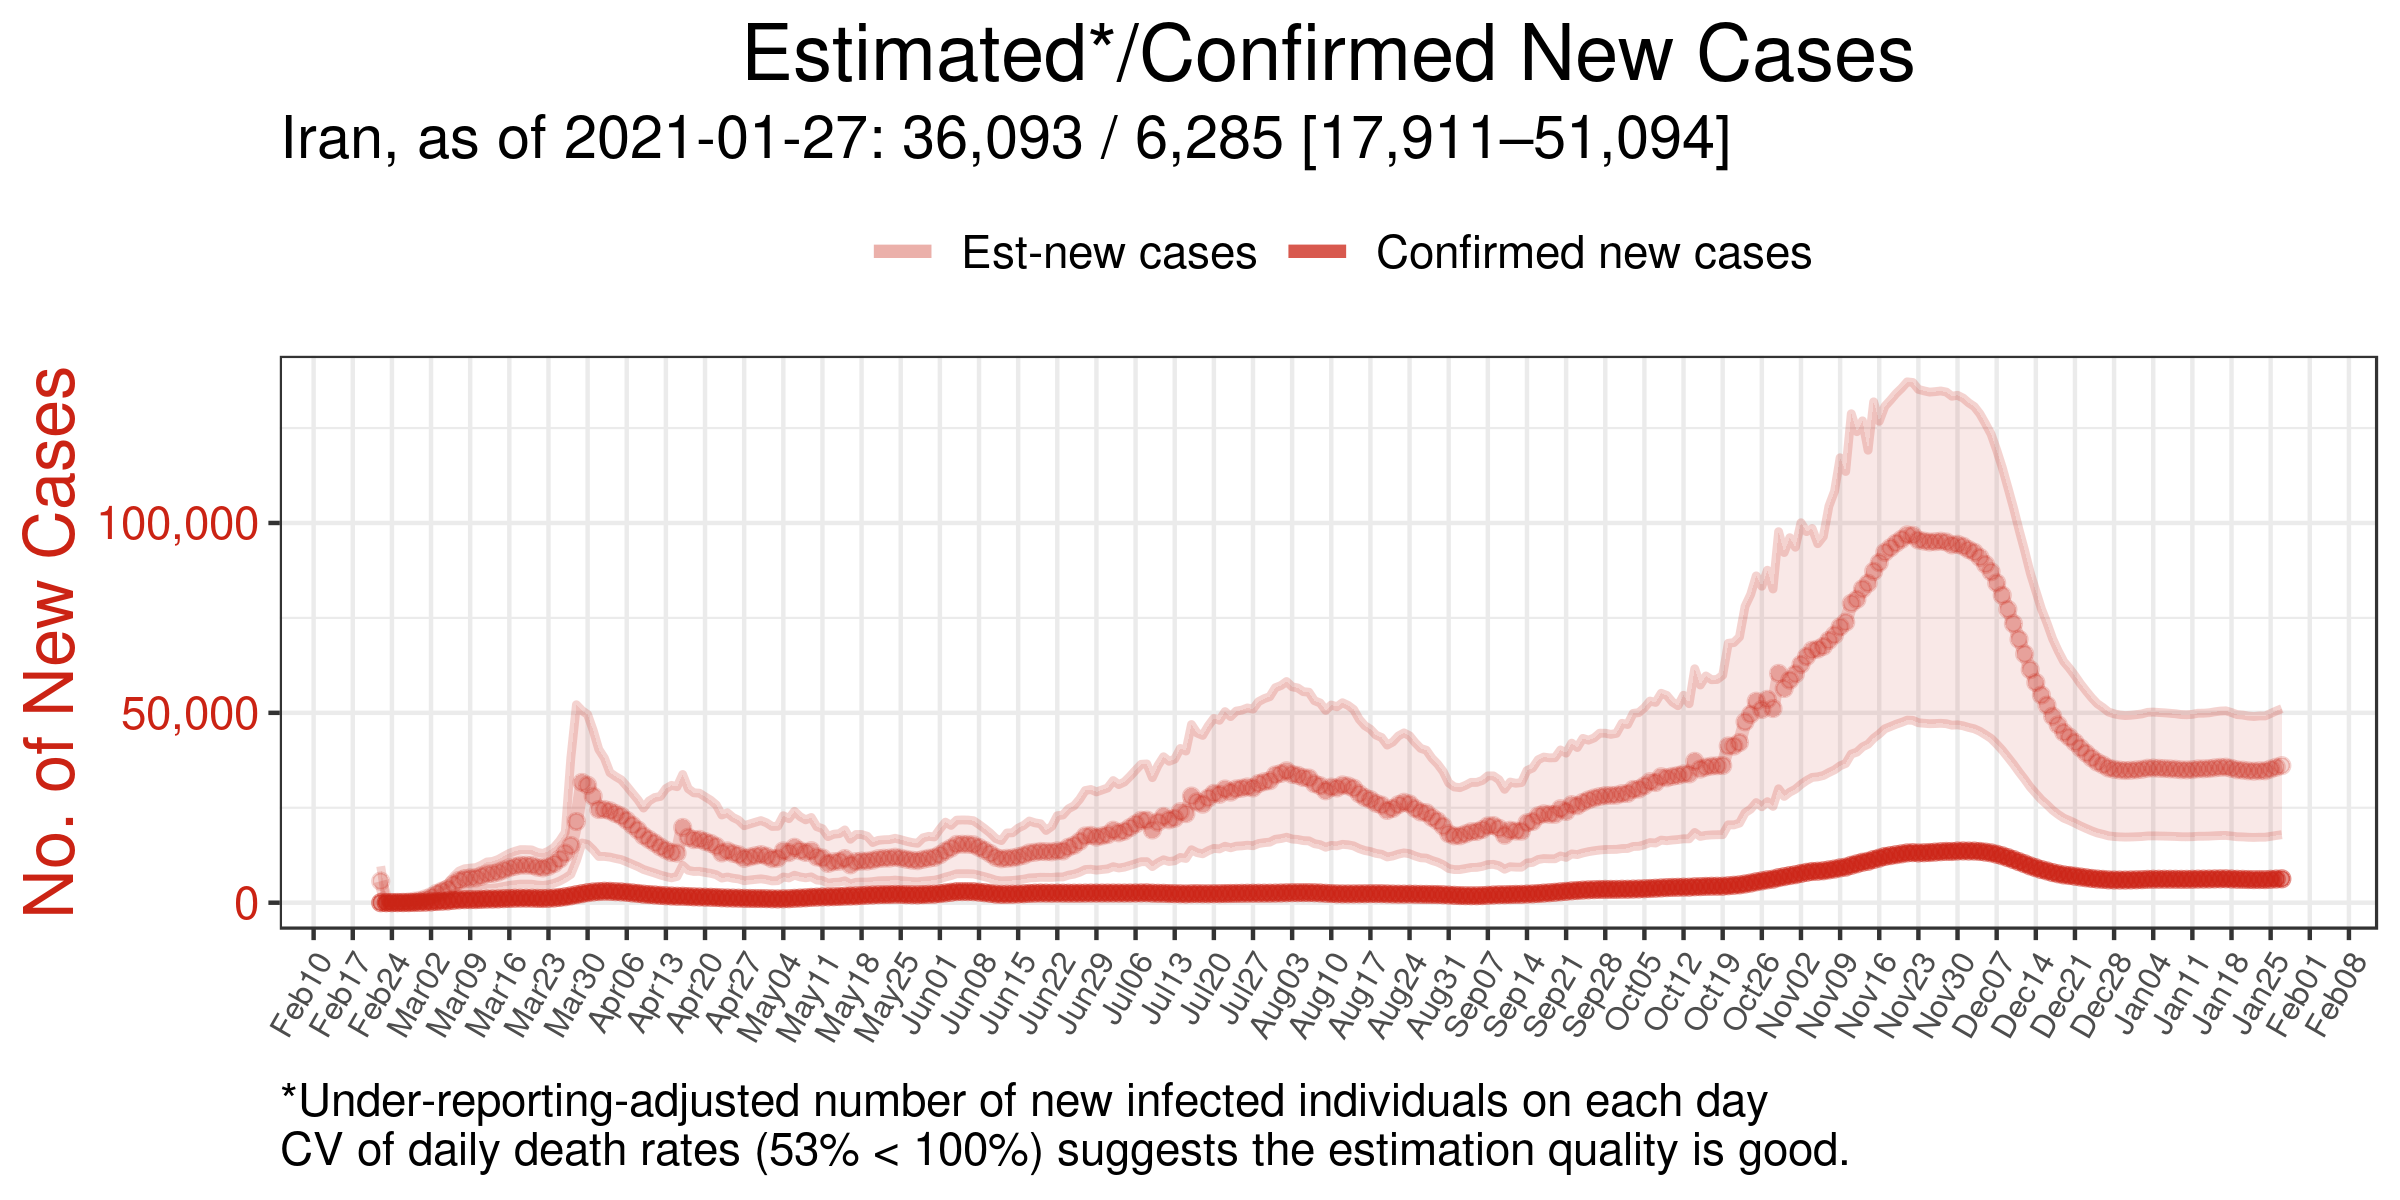 Estimated*/Confirmed New Cases
Iran, as of 2021-01-27: 36,093 / 6,285 [17,911–51,094]
Est-new cases
Confirmed new cases
No. of New Cases
100,000
50,000
0
Feb10
Feb17
Feb24
Mar02
Mar09
Mar16
Mar23
Mar30
Apr06
Apr13
Apr20
Apr27
May04
May11
May18
May25
Jun01
Jun08
Jun15
Jun22
Jun29
Jul06
Jul13
Jul20
Jul27
Aug03
Aug10
Aug17
Aug24
Aug31
Sep07
Sep14
Sep21
Sep28
Oct05
Oct12
Oct19
Oct26
Nov02
Nov09
Nov16
Nov23
Nov30
Dec07
Dec14
Dec21
Dec28
Jan04
Jan11
Jan18
Jan25
Feb01
Feb08
*Under-reporting-adjusted number of new infected individuals on each day
CV of daily death rates (53% < 100%) suggests the estimation quality is good.